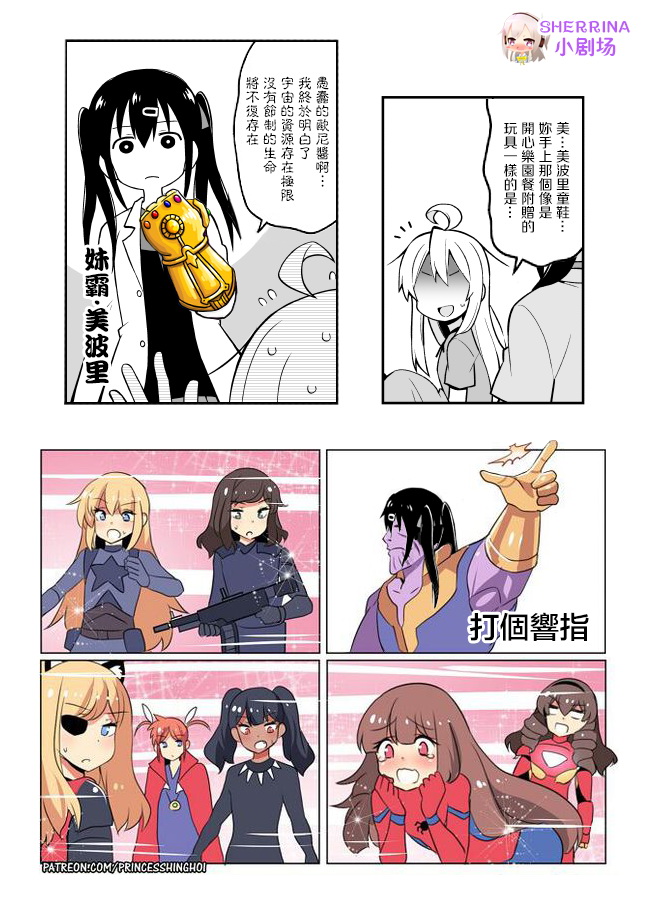 SHERRINA
小剧场
美…美波里童鞋…
妳手上那個像是
開心樂園餐附贈的
玩具一樣的是…
愚蠢的歐尼醬啊…
我終於明白了
宇宙的資源存在極限
沒有節制的生命
將不復存在
妹霸·美波里
打個響指
PATREON.COM/PRINCESSHINGHOI